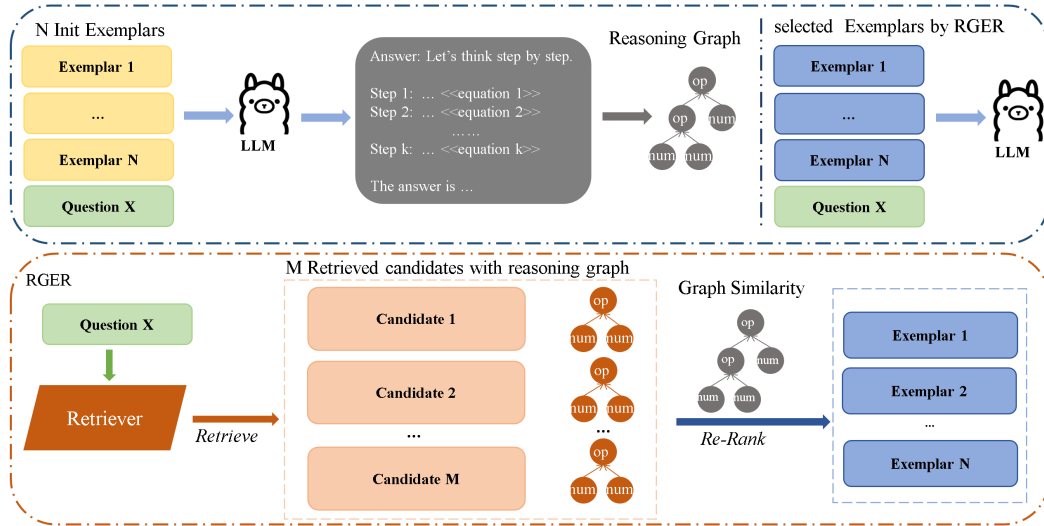 N Init Exemplars
Exemplar 1
...
Exemplar N
Question X
LLM
Answer: Let's think step by step.
Step 1: ... <<equation 1>>
Step 2: ... <<equation 2>>
... ...
Step k: ... <<equation k>>
The answer is ...
Reasoning Graph
op
op
num
num
num
selected Exemplars by RGER
Exemplar 1
...
Exemplar N
Question X
LLM
RGER
Question X
Retriever
Retrieve
M Retrieved candidates with reasoning graph
Candidate 1
op
num
num
Candidate 2
op
num
num
...
...
Candidate M
op
num
num
Graph Similarity
op
op
num
num
num
Re-Rank
Exemplar 1
Exemplar 2
...
Exemplar N